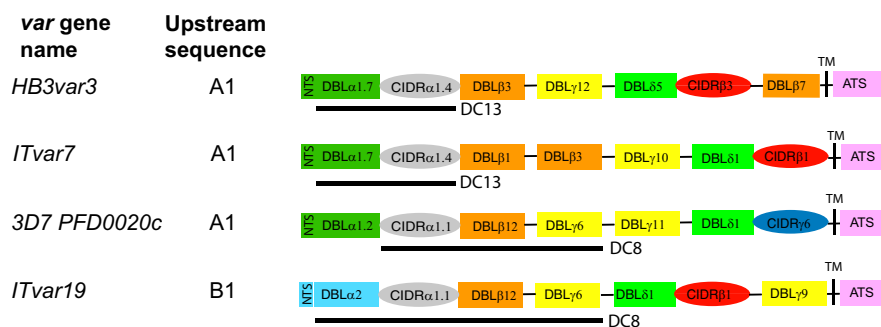 var gene name Upstream sequence
TM
HB3var3 A1 NTS DBLα1.7 CIDRα1.4 DBLβ3 DBLγ12 DBLδ5 CIDRβ3 DBLβ7 ATS
DC13
TM
ITvar7 A1 NTS DBLα1.7 CIDRα1.4 DBLβ1 DBLβ3 DBLγ10 DBLδ1 CIDRβ1 ATS
DC13
TM
3D7 PFD0020c A1 NTS DBLα1.2 CIDRα1.1 DBLβ12 DBLγ6 DBLγ11 DBLδ1 CIDRγ6 ATS
DC8
TM
ITvar19 B1 NTS DBLα2 CIDRα1.1 DBLβ12 DBLγ6 DBLδ1 CIDRβ1 DBLγ9 ATS
DC8